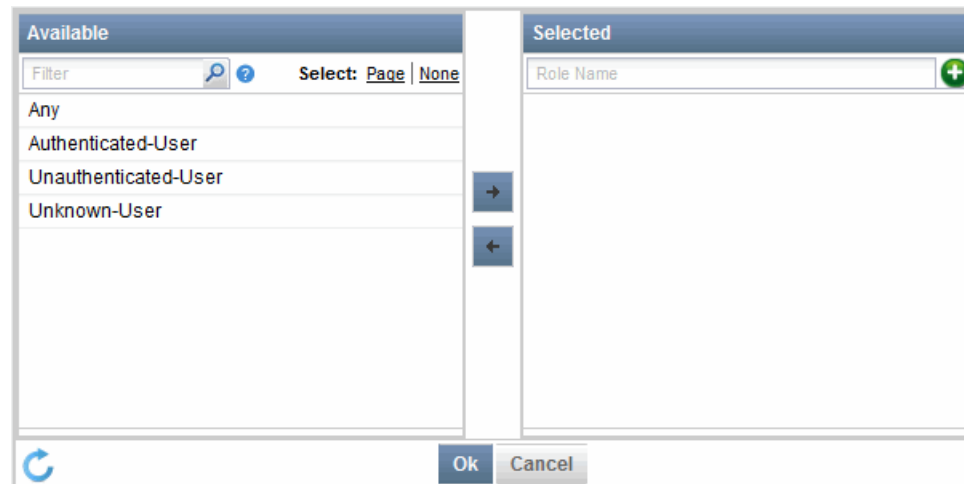 Available
Filter ? Select: Page | None
Any
Authenticated-User
Unauthenticated-User
Unknown-User
Selected
Role Name
Ok Cancel